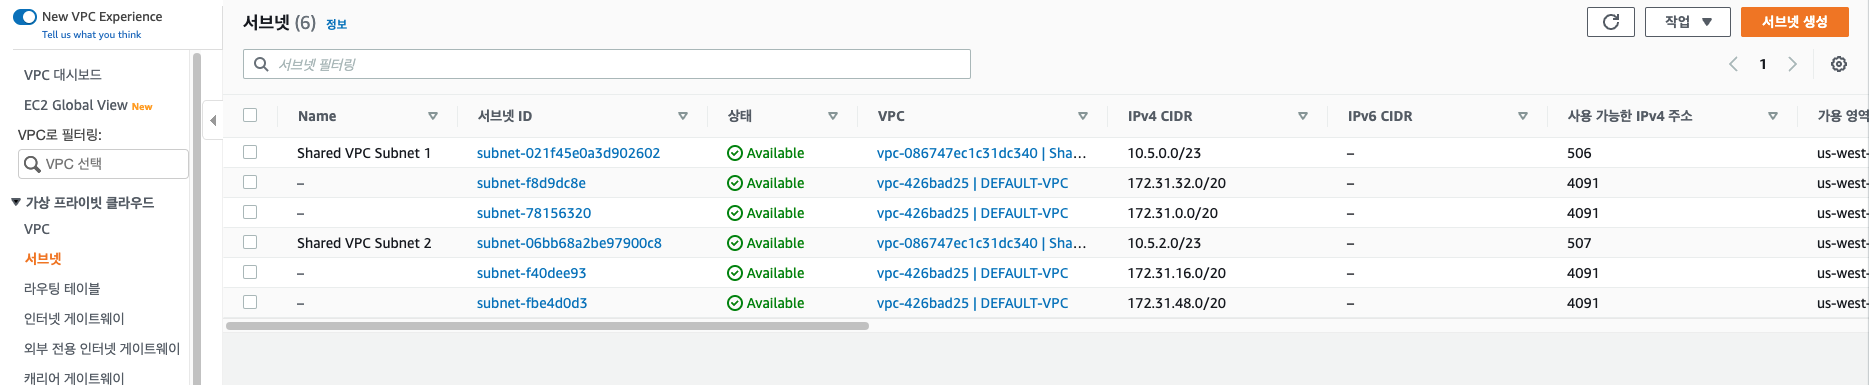 New VPC Experience
Tell us what you think
VPC 대시보드
EC2 Global View New
VPC로 필터링:
VPC 선택
가상 프라이빗 클라우드
VPC
서브넷
라우팅 테이블
인터넷 게이트웨이
외부 전용 인터넷 게이트웨이
캐리어 게이트웨이
서브넷 (6) 정보
작업
서브넷 생성
서브넷 필터링
1
Name 서브넷 ID 상태 VPC IPv4 CIDR IPv6 CIDR 사용 가능한 IPv4 주소 가용 영역
Shared VPC Subnet 1 subnet-021f45e0a3d902602 Available vpc-086747ec1c31dc340 | Sha... 10.5.0.0/23 – 506 us-west-
– subnet-f8d9dc8e Available vpc-426bad25 | DEFAULT-VPC 172.31.32.0/20 – 4091 us-west-
– subnet-78156320 Available vpc-426bad25 | DEFAULT-VPC 172.31.0.0/20 – 4091 us-west-
Shared VPC Subnet 2 subnet-06bb68a2be97900c8 Available vpc-086747ec1c31dc340 | Sha... 10.5.2.0/23 – 507 us-west-
– subnet-f40dee93 Available vpc-426bad25 | DEFAULT-VPC 172.31.16.0/20 – 4091 us-west-
– subnet-fbe4d0d3 Available vpc-426bad25 | DEFAULT-VPC 172.31.48.0/20 – 4091 us-west-